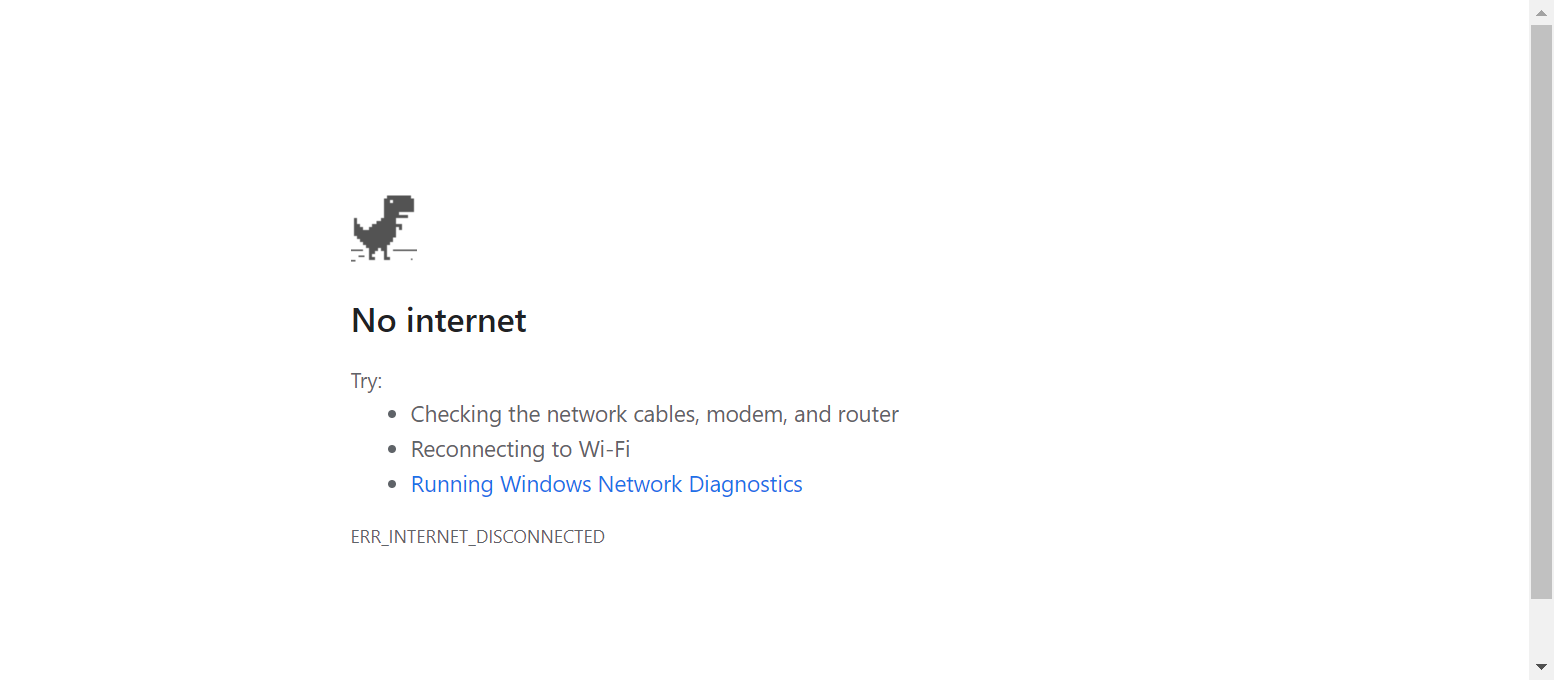 No internet
Try:
Checking the network cables, modem, and router
Reconnecting to Wi-Fi
Running Windows Network Diagnostics
ERR_INTERNET_DISCONNECTED